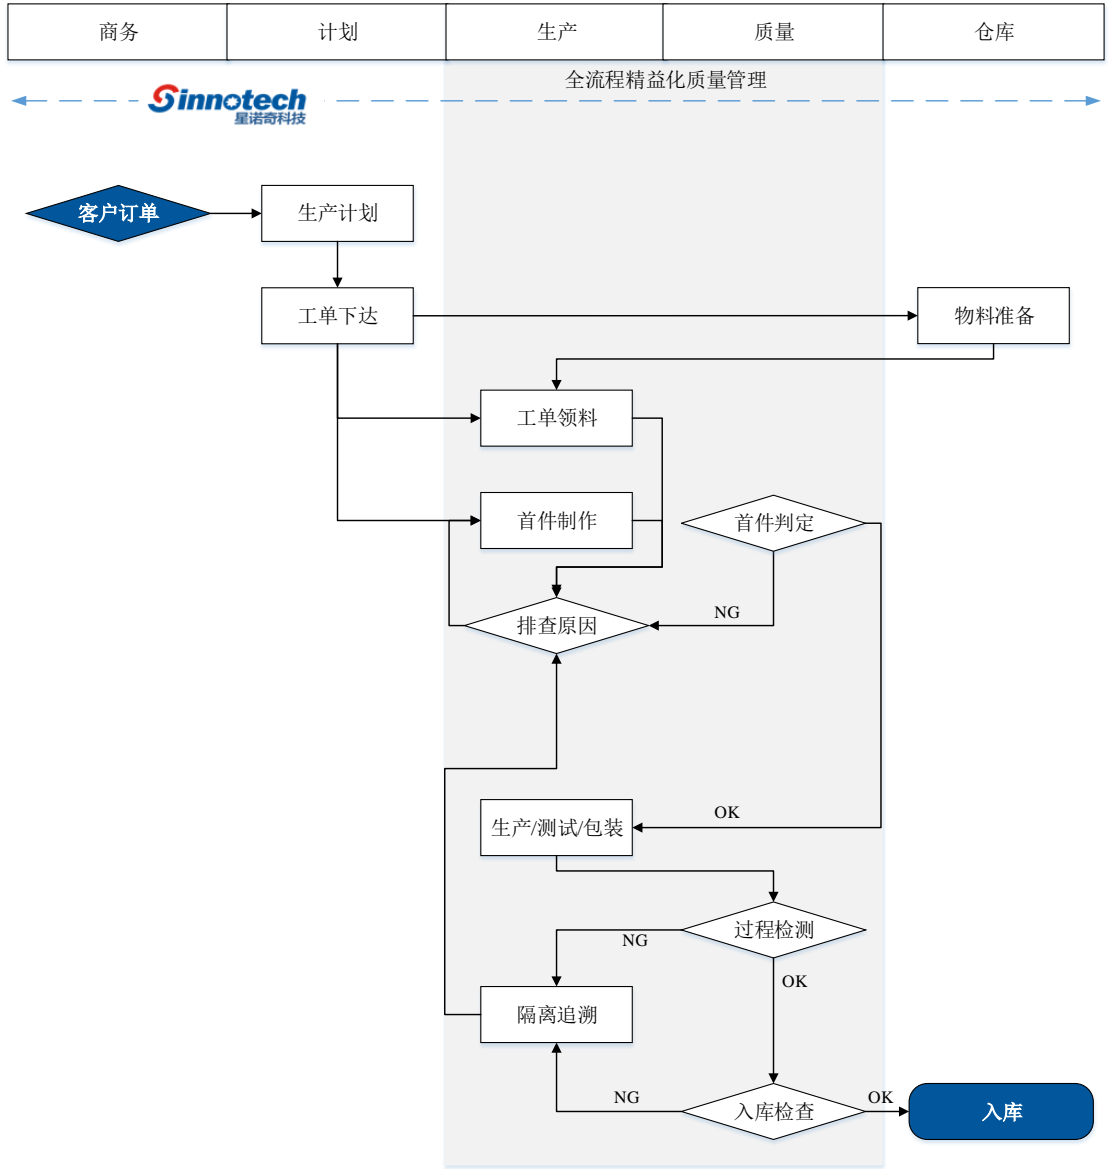 商务
计划
生产
质量
仓库
全流程精益化质量管理
Sinnotech
星诺奇科技
客户订单
生产计划
工单下达
物料准备
工单领料
首件制作
首件判定
NG
排查原因
OK
生产/测试/包装
过程检测
NG
OK
隔离追溯
NG
入库检查
OK
入库